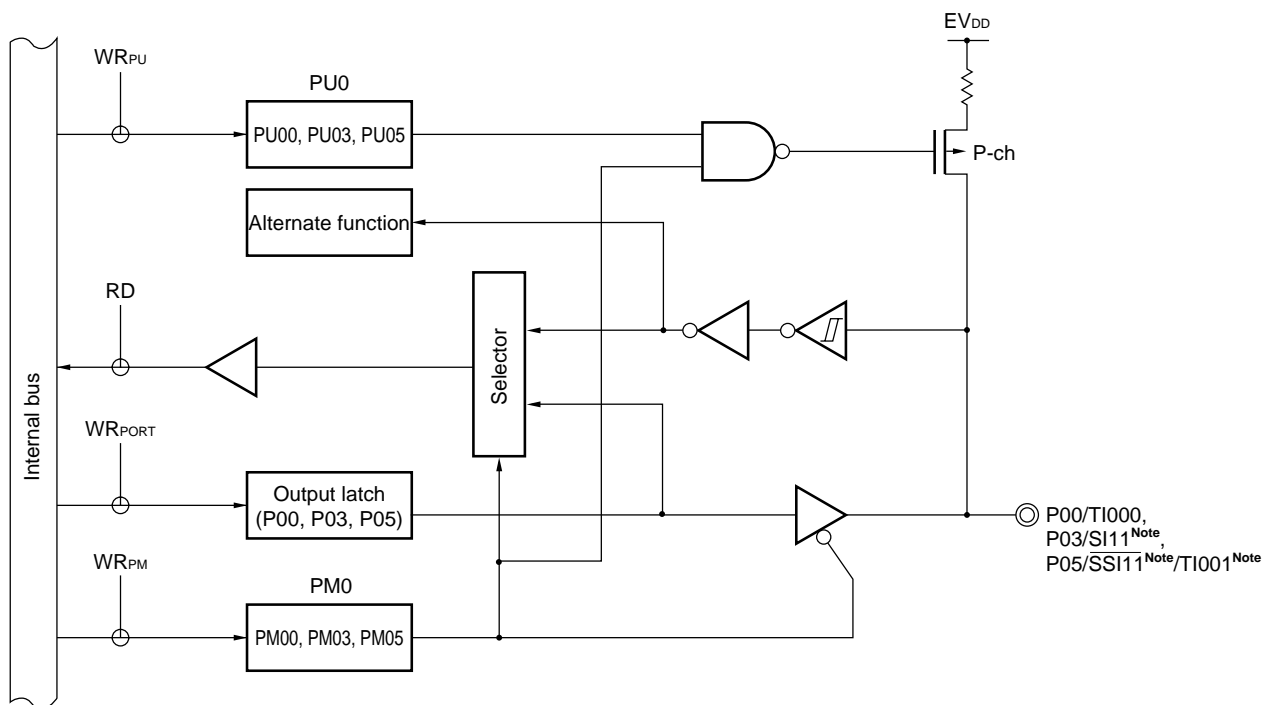 EVDD
WRPU
PU0
PU00, PU03, PU05
P-ch
Alternate function
RD
Selector
Internal bus
WRPORT
Output latch
(P00, P03, P05)
P00/TI000,
P03/SI11Note,
P05/SSI11Note/TI001Note
WRPM
PM0
PM00, PM03, PM05